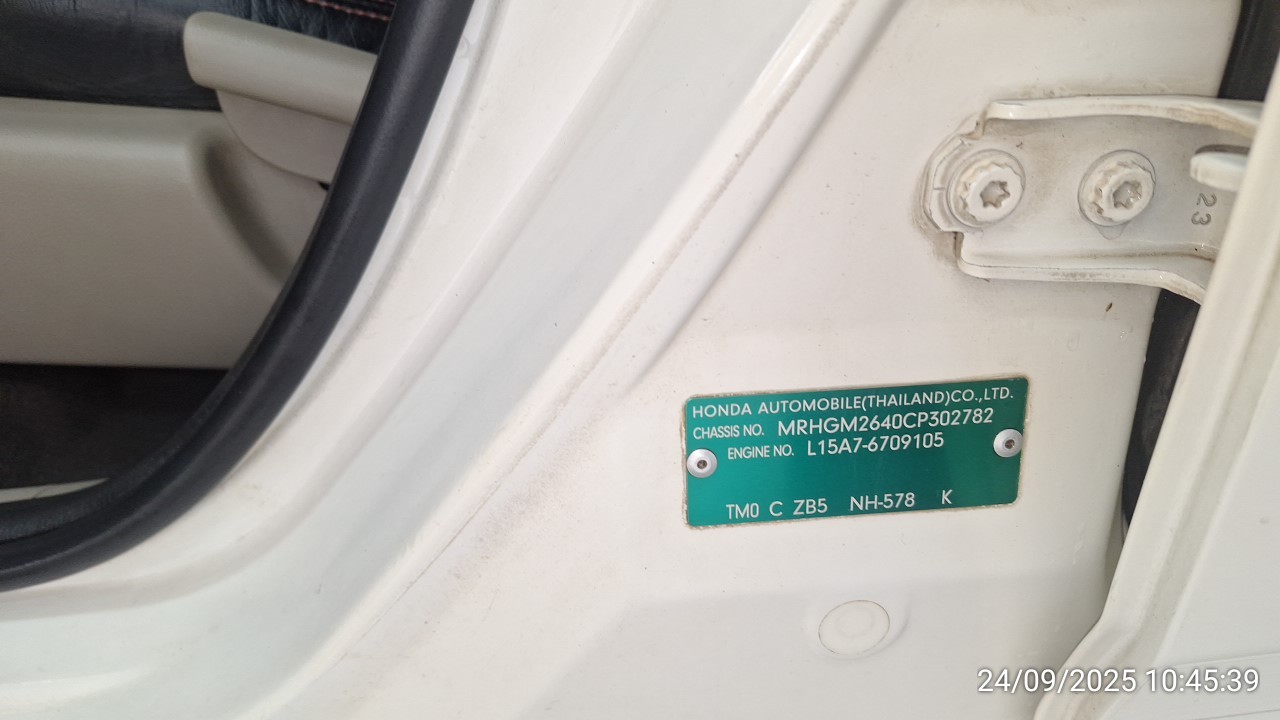 23
HONDA AUTOMOBILE(THAILAND)CO.,LTD.
CHASSIS NO. MRHGM2640CP302782
ENGINE NO. L15A7-6709105
TM0 C ZB5 NH-578 K
24/09/2025 10:45:39